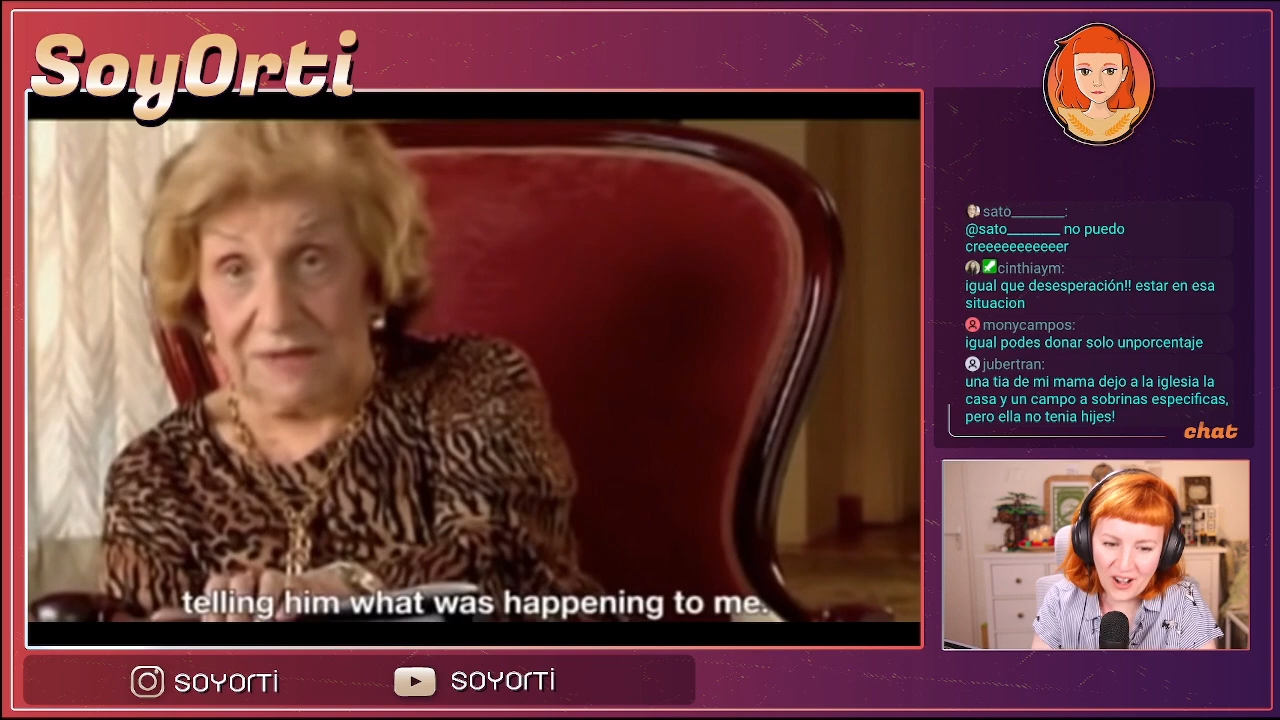 SoyOrti
sato________:
@sato________ no puedo
creeeeeeeeeer
cinthiaym:
igual que desesperación!! estar en esa
situacion
monycampos:
igual podes donar solo unporcentaje
jubertran:
una tia de mi mama dejo a la iglesia la
casa y un campo a sobrinas especificas,
pero ella no tenia hijes!
chat
telling him what was happening to me.
SOYORTI
SOYORTI